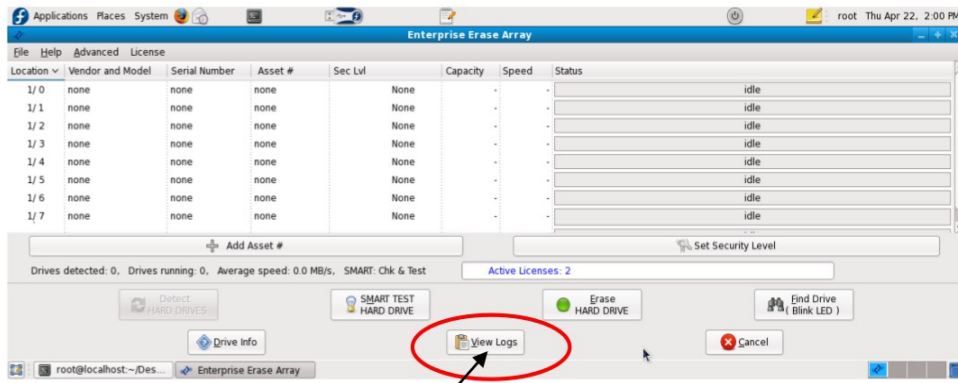 Applications Places System root Thu Apr 22, 2:00 PM
Enterprise Erase Array
File Help Advanced License
Location Vendor and Model Serial Number Asset # Sec Lvl Capacity Speed Status
1/ 0 none none none None - - idle
1/ 1 none none none None - - idle
1/ 2 none none none None - - idle
1/ 3 none none none None - - idle
1/ 4 none none none None - - idle
1/ 5 none none none None - - idle
1/ 6 none none none None - - idle
1/ 7 none none none None - - idle
Add Asset # Set Security Level
Drives detected: 0, Drives running: 0, Average speed: 0.0 MB/s, SMART: Chk & Test Active Licenses: 2
Detect HARD DRIVES SMART TEST HARD DRIVE Erase HARD DRIVE Find Drive ( Blink LED )
Drive Info View Logs Cancel
root@localhost:~/Des... Enterprise Erase Array